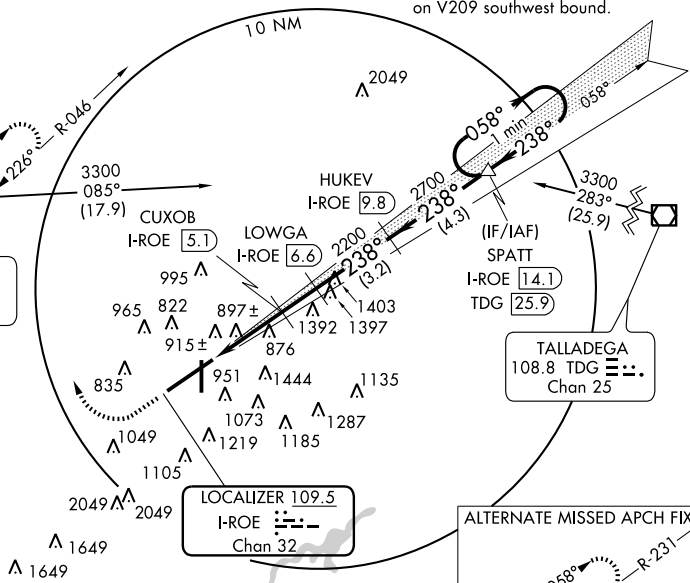 on V209 southwest bound.
10 NM
2049
R-046
226°
058°
1 min
238°
058°
3300
085°
(17.9)
HUKEV
I-ROE 9.8
2700
238°
(4.3)
3300
283°
(25.9)
CUXOB
I-ROE 5.1
LOWGA
I-ROE 6.6
2200
238°
(3.2)
(IF/IAF)
SPATT
I-ROE 14.1
TDG 25.9
995
965
822
897±
1403
1392
1397
915±
876
TALLADEGA
108.8 TDG
Chan 25
835
951
1444
1135
1073
1287
1049
1219
1185
1105
2049
2049
LOCALIZER 109.5
I-ROE
Chan 32
1649
1649
ALTERNATE MISSED APCH FIX
R-231